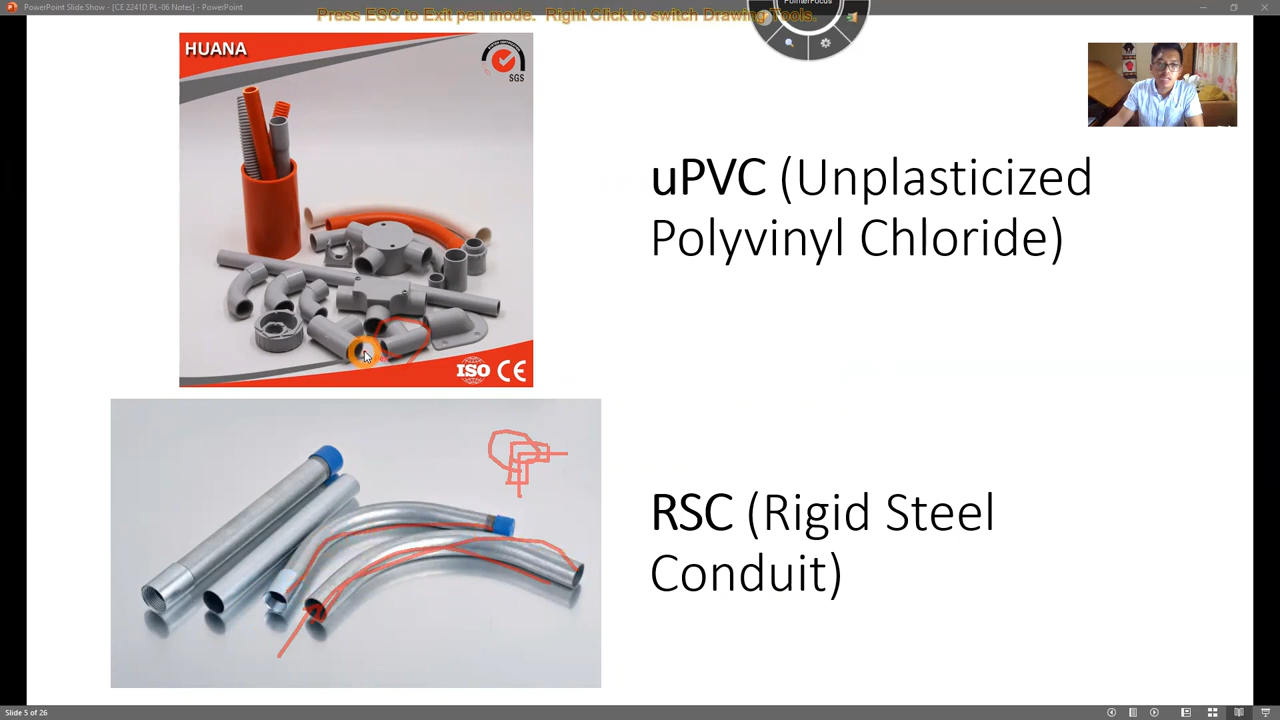 PowerPoint Slide Show - [CE 2241D PL-06 Notes] - PowerPoint
Press ESC to Exit pen mode. Right Click to switch Drawing Tools.
PointerFocus
HUANA
SGS
uPVC (Unplasticized
Polyvinyl Chloride)
ISO CE
RSC (Rigid Steel
Conduit)
Slide 5 of 26